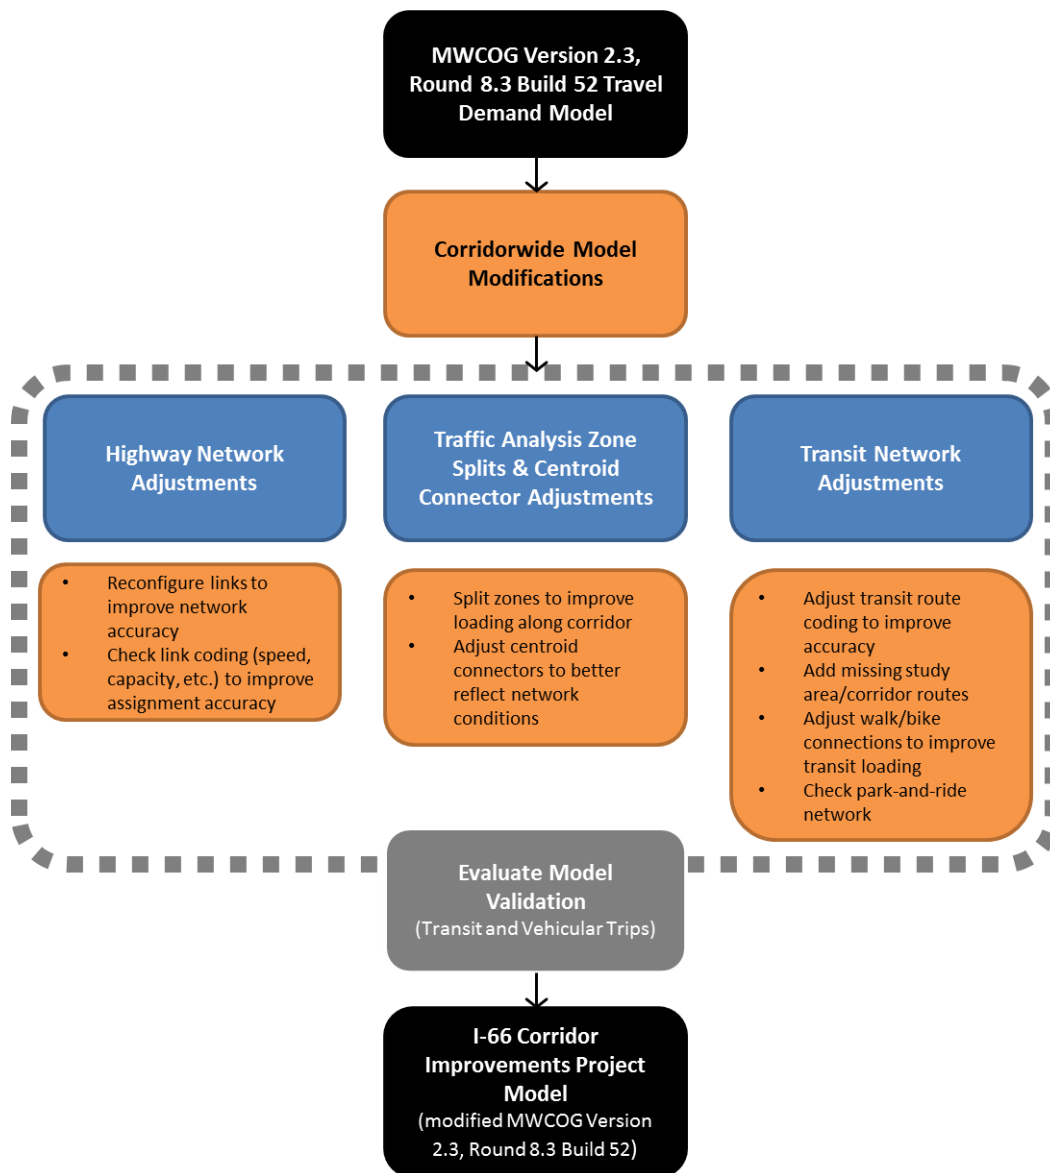 MWCOG Version 2.3,
Round 8.3 Build 52 Travel
Demand Model
Corridorwide Model
Modifications
Highway Network
Adjustments
Traffic Analysis Zone
Splits & Centroid
Connector Adjustments
Transit Network
Adjustments
• Reconfigure links to
improve network
accuracy
• Check link coding (speed,
capacity, etc.) to improve
assignment accuracy
• Split zones to improve
loading along corridor
• Adjust centroid
connectors to better
reflect network
conditions
• Adjust transit route
coding to improve
accuracy
• Add missing study
area/corridor routes
• Adjust walk/bike
connections to improve
transit loading
• Check park-and-ride
network
Evaluate Model
Validation
(Transit and Vehicular Trips)
I-66 Corridor
Improvements Project
Model
(modified MWCOG Version
2.3, Round 8.3 Build 52)